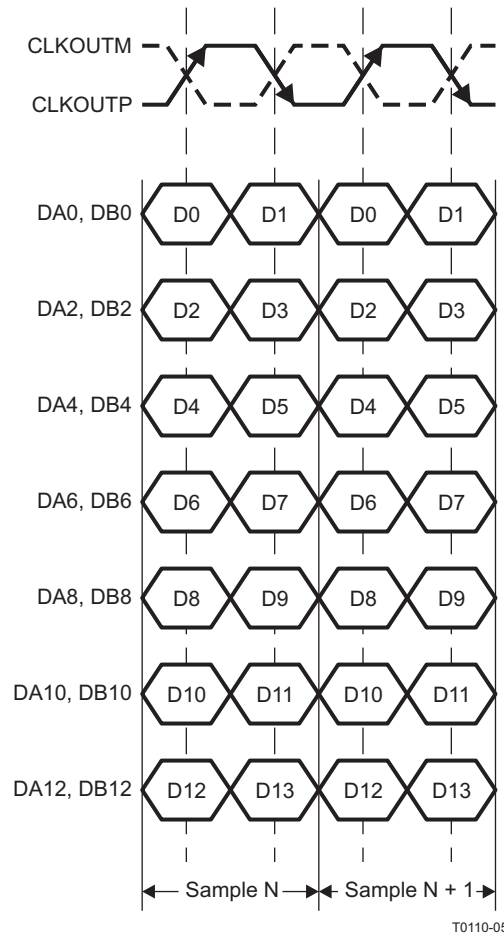 CLKOUTM
CLKOUTP
DA0, DB0 D0 D1 D0 D1
DA2, DB2 D2 D3 D2 D3
DA4, DB4 D4 D5 D4 D5
DA6, DB6 D6 D7 D6 D7
DA8, DB8 D8 D9 D8 D9
DA10, DB10 D10 D11 D10 D11
DA12, DB12 D12 D13 D12 D13
Sample N Sample N + 1
T0110-05